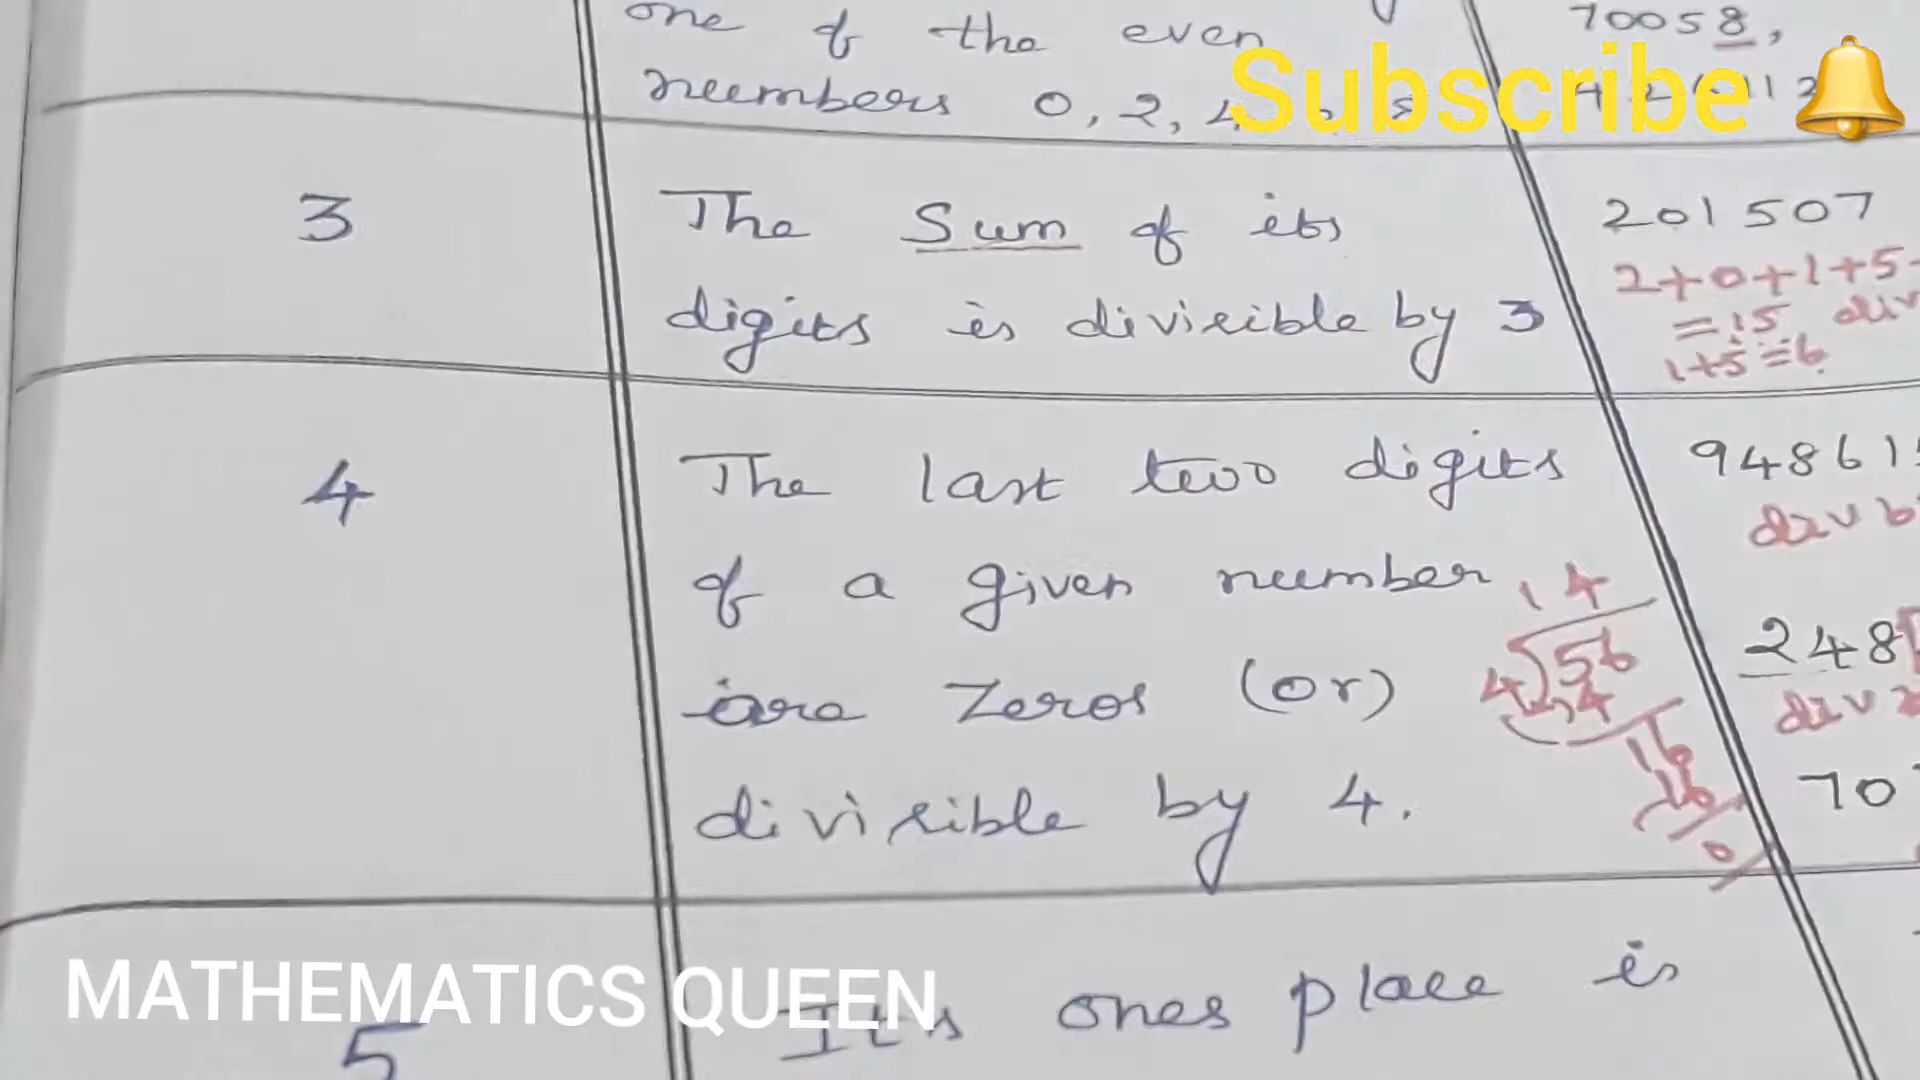 one of the even
numbers 0, 2, 4
70058,
Subscribe
3
The Sum of its
digits is divisible by 3
201507
2+0+1+5
=15 div
1+5=6
4
The last two digits
of a given number
are Zeros (or)
divisible by 4.
14
4)56
4
16
16
0
94861
div b
248
div
70
5
Its ones place is
MATHEMATICS QUEEN